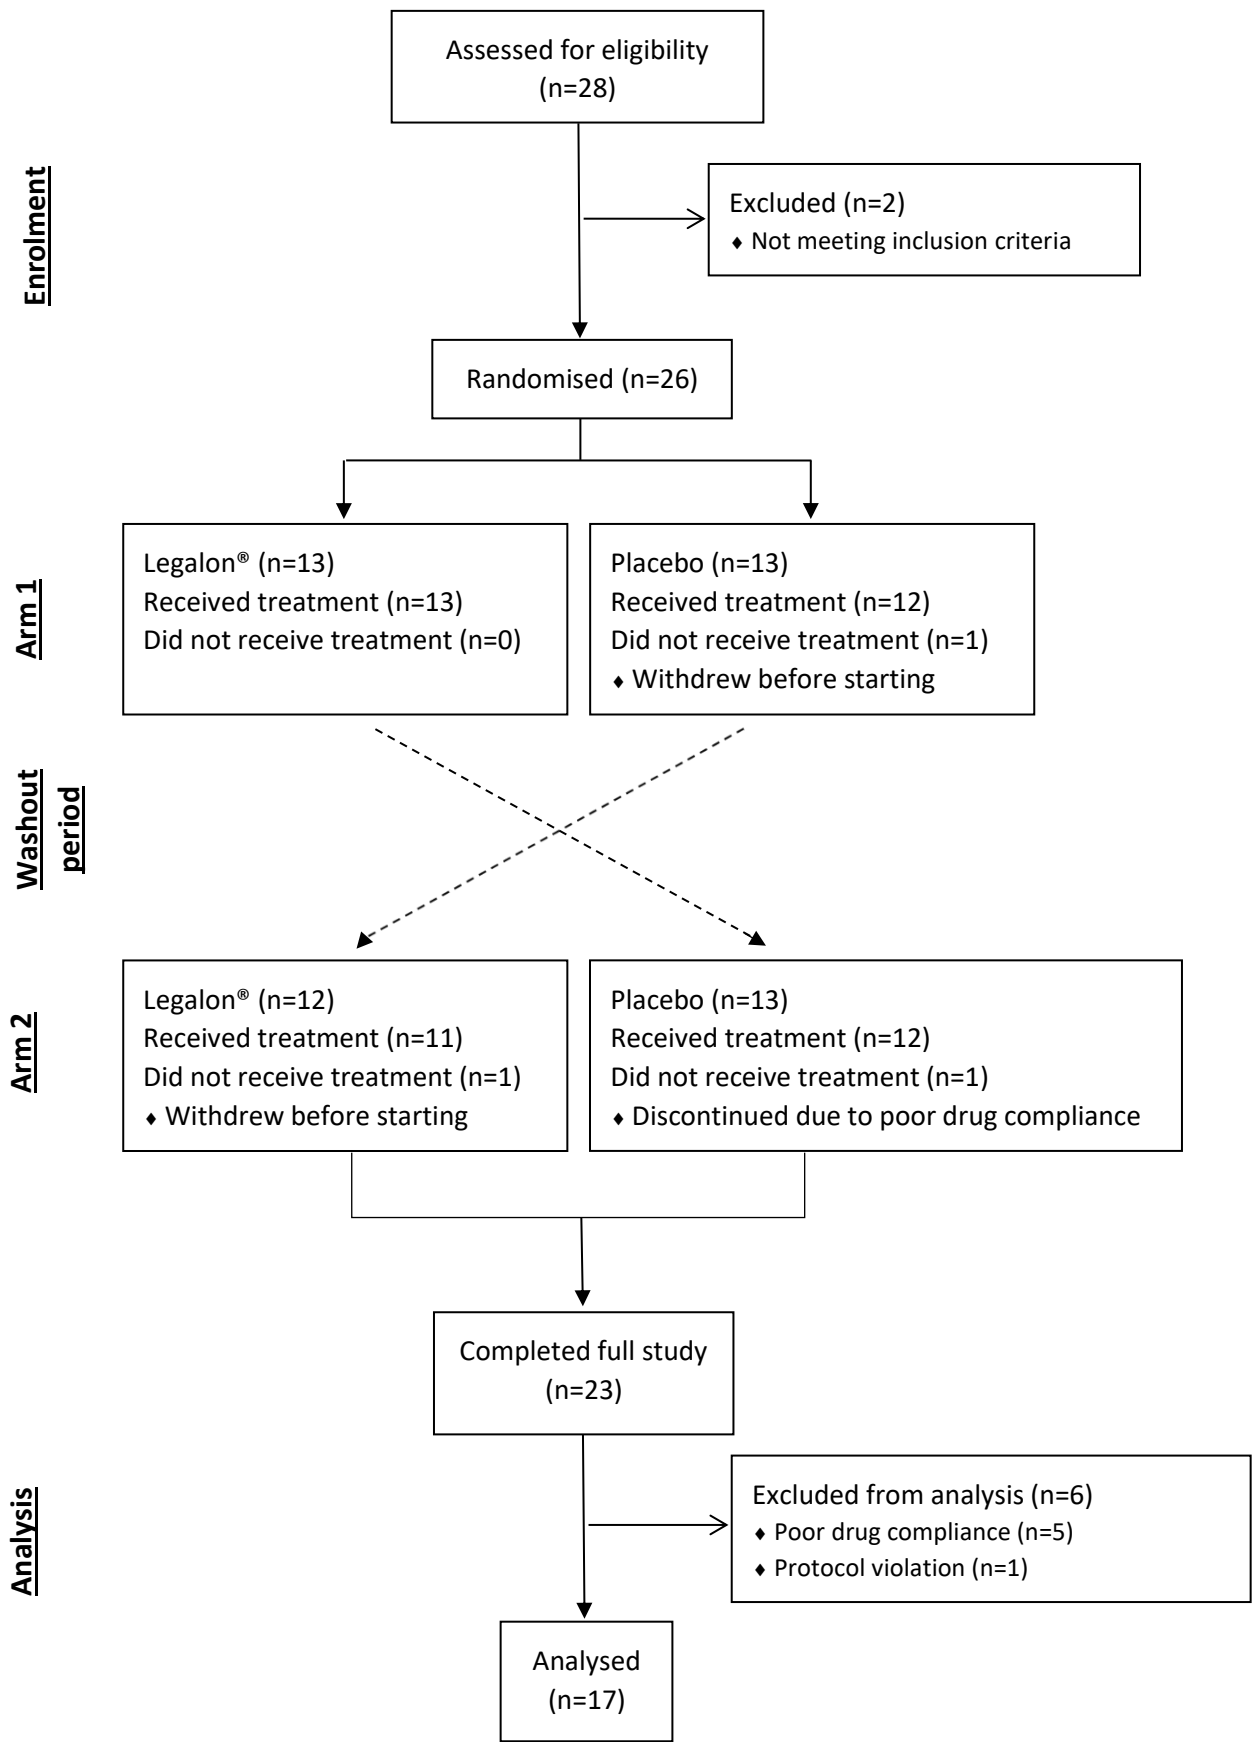 Assessed for eligibility
(n=28)
Enrolment
Excluded (n=2)
♦ Not meeting inclusion criteria
Randomised (n=26)
Arm 1
Legalon® (n=13)
Received treatment (n=13)
Did not receive treatment (n=0)
Placebo (n=13)
Received treatment (n=12)
Did not receive treatment (n=1)
♦ Withdrew before starting
Washout
period
Arm 2
Legalon® (n=12)
Received treatment (n=11)
Did not receive treatment (n=1)
♦ Withdrew before starting
Placebo (n=13)
Received treatment (n=12)
Did not receive treatment (n=1)
♦ Discontinued due to poor drug compliance
Completed full study
(n=23)
Analysis
Excluded from analysis (n=6)
♦ Poor drug compliance (n=5)
♦ Protocol violation (n=1)
Analysed
(n=17)